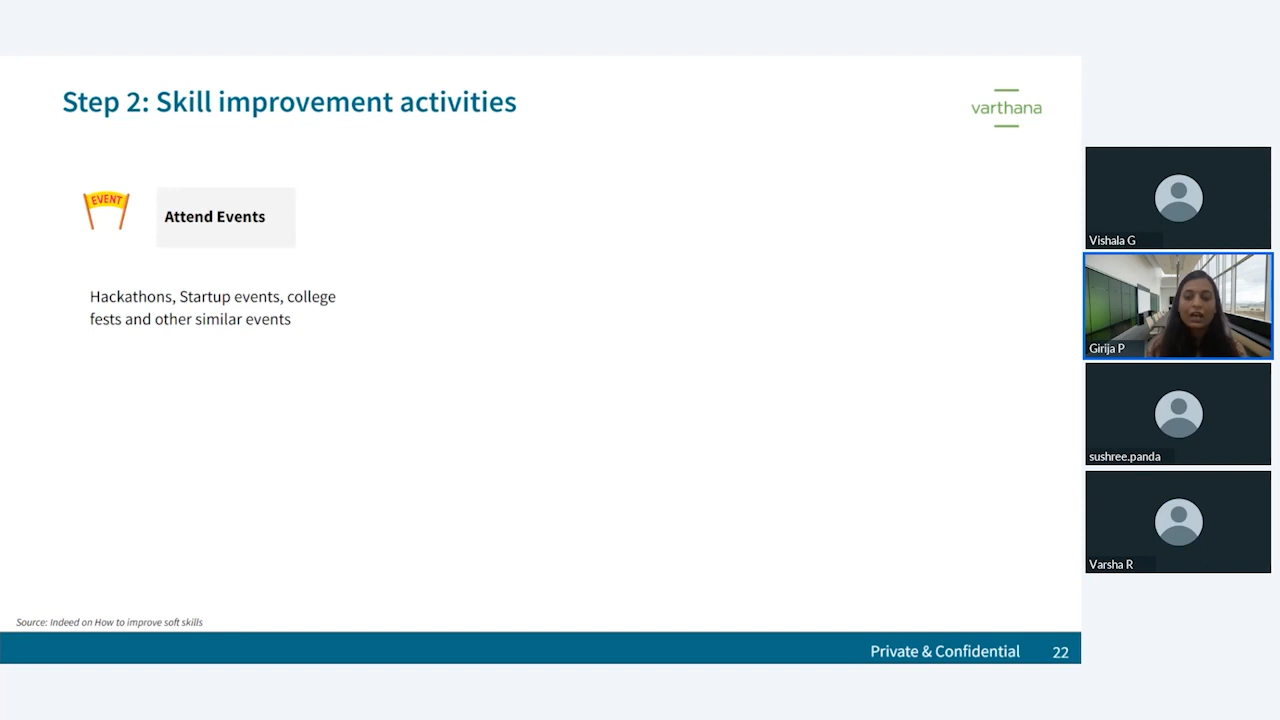 Step 2: Skill improvement activities
varthana
EVENT
Attend Events
Hackathons, Startup events, college
fests and other similar events
Source: Indeed on How to improve soft skills
Private & Confidential
22
Vishala G
Girija P
sushree.panda
Varsha R